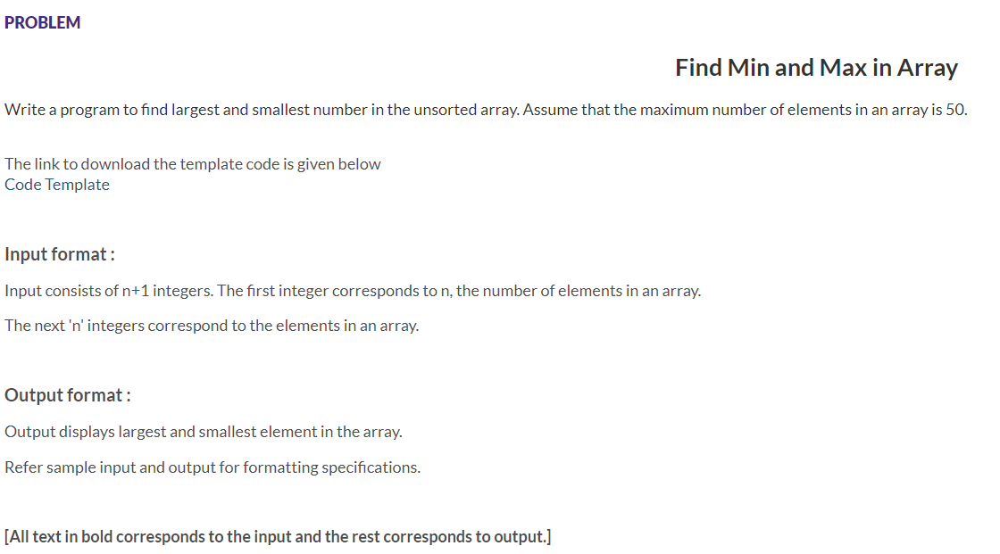 PROBLEM
Find Min and Max in Array
Write a program to find largest and smallest number in the unsorted array. Assume that the maximum number of elements in an array is 50.
The link to download the template code is given below
Code Template
Input format :
Input consists of n+1 integers. The first integer corresponds to n, the number of elements in an array.
The next 'n' integers correspond to the elements in an array.
Output format :
Output displays largest and smallest element in the array.
Refer sample input and output for formatting specifications.
[All text in bold corresponds to the input and the rest corresponds to output.]